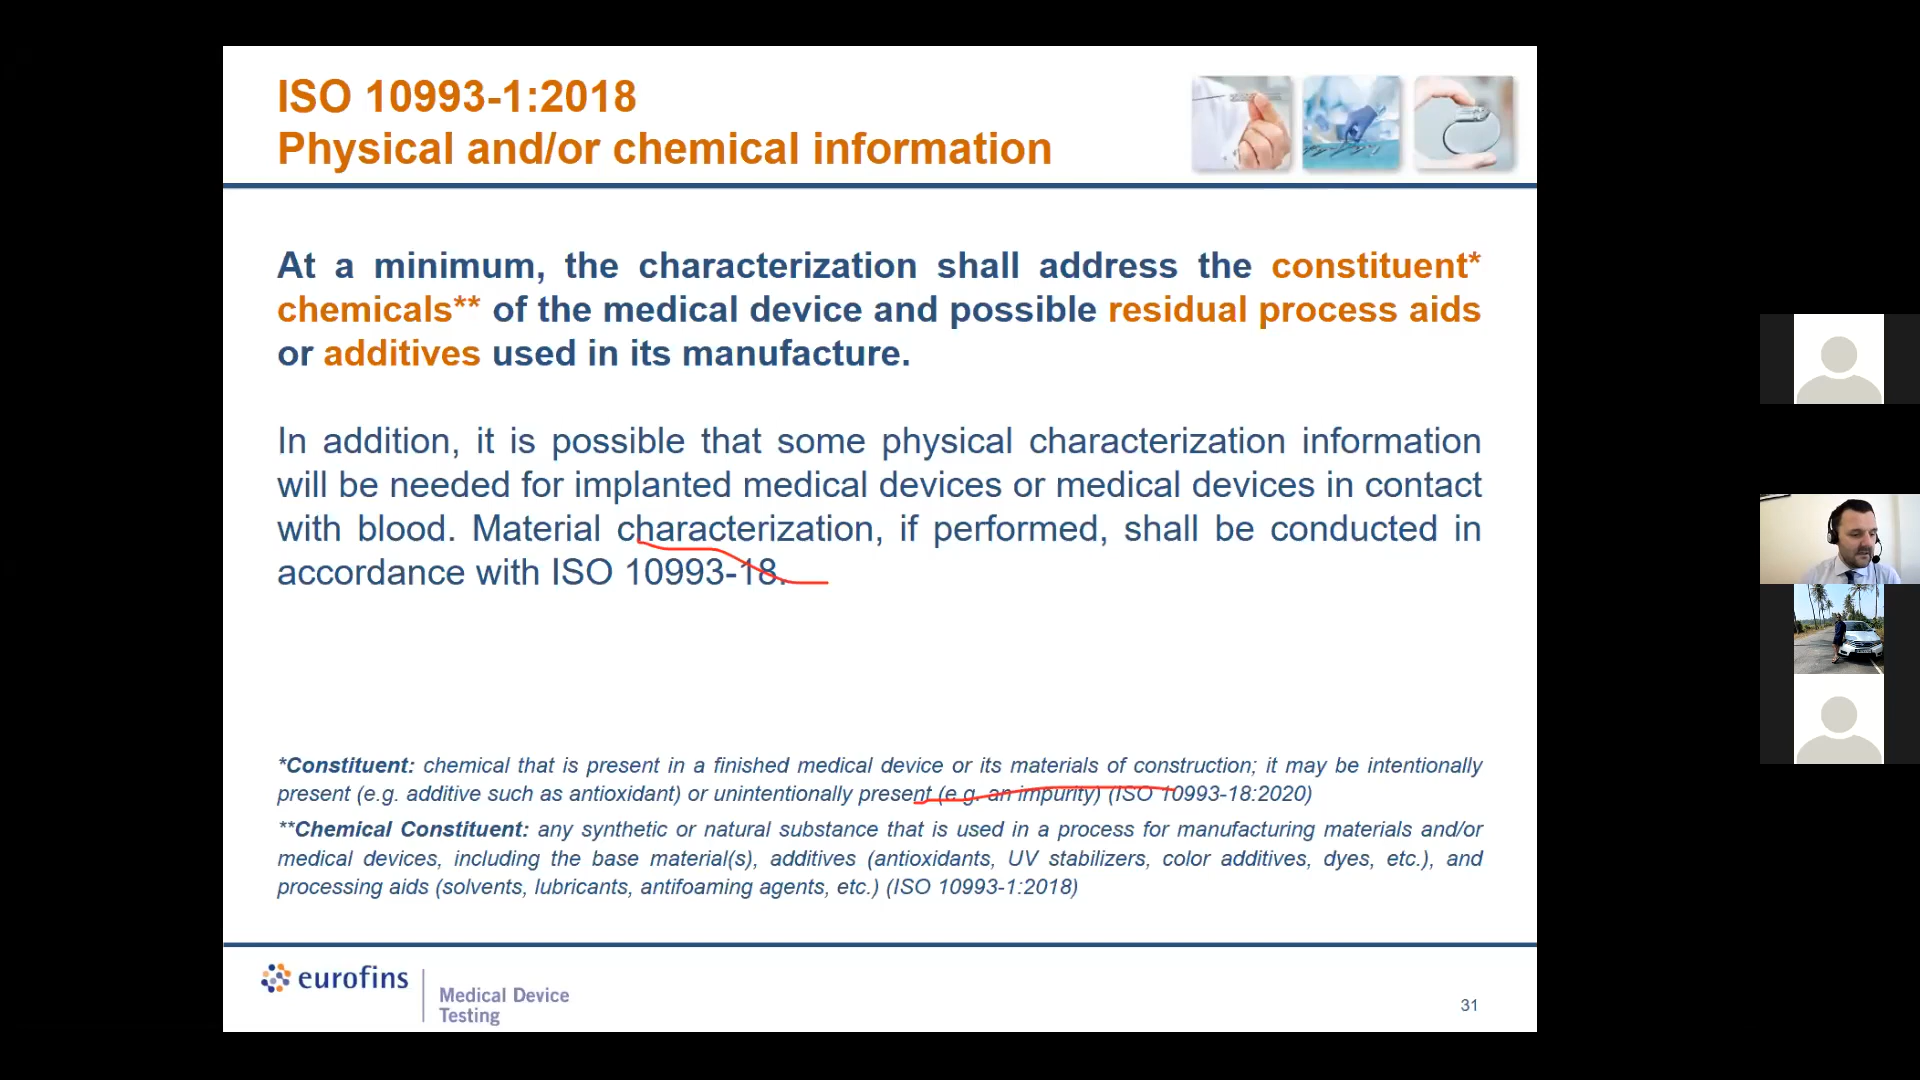 ISO 10993-1:2018
Physical and/or chemical information
At a minimum, the characterization shall address the constituent*
chemicals** of the medical device and possible residual process aids
or additives used in its manufacture.
In addition, it is possible that some physical characterization information
will be needed for implanted medical devices or medical devices in contact
with blood. Material characterization, if performed, shall be conducted in
accordance with ISO 10993-18.
*Constituent: chemical that is present in a finished medical device or its materials of construction; it may be intentionally
present (e.g. additive such as antioxidant) or unintentionally present (e.g. an impurity) (ISO 10993-18:2020)
**Chemical Constituent: any synthetic or natural substance that is used in a process for manufacturing materials and/or
medical devices, including the base material(s), additives (antioxidants, UV stabilizers, color additives, dyes, etc.), and
processing aids (solvents, lubricants, antifoaming agents, etc.) (ISO 10993-1:2018)
eurofins
Medical Device
Testing
31